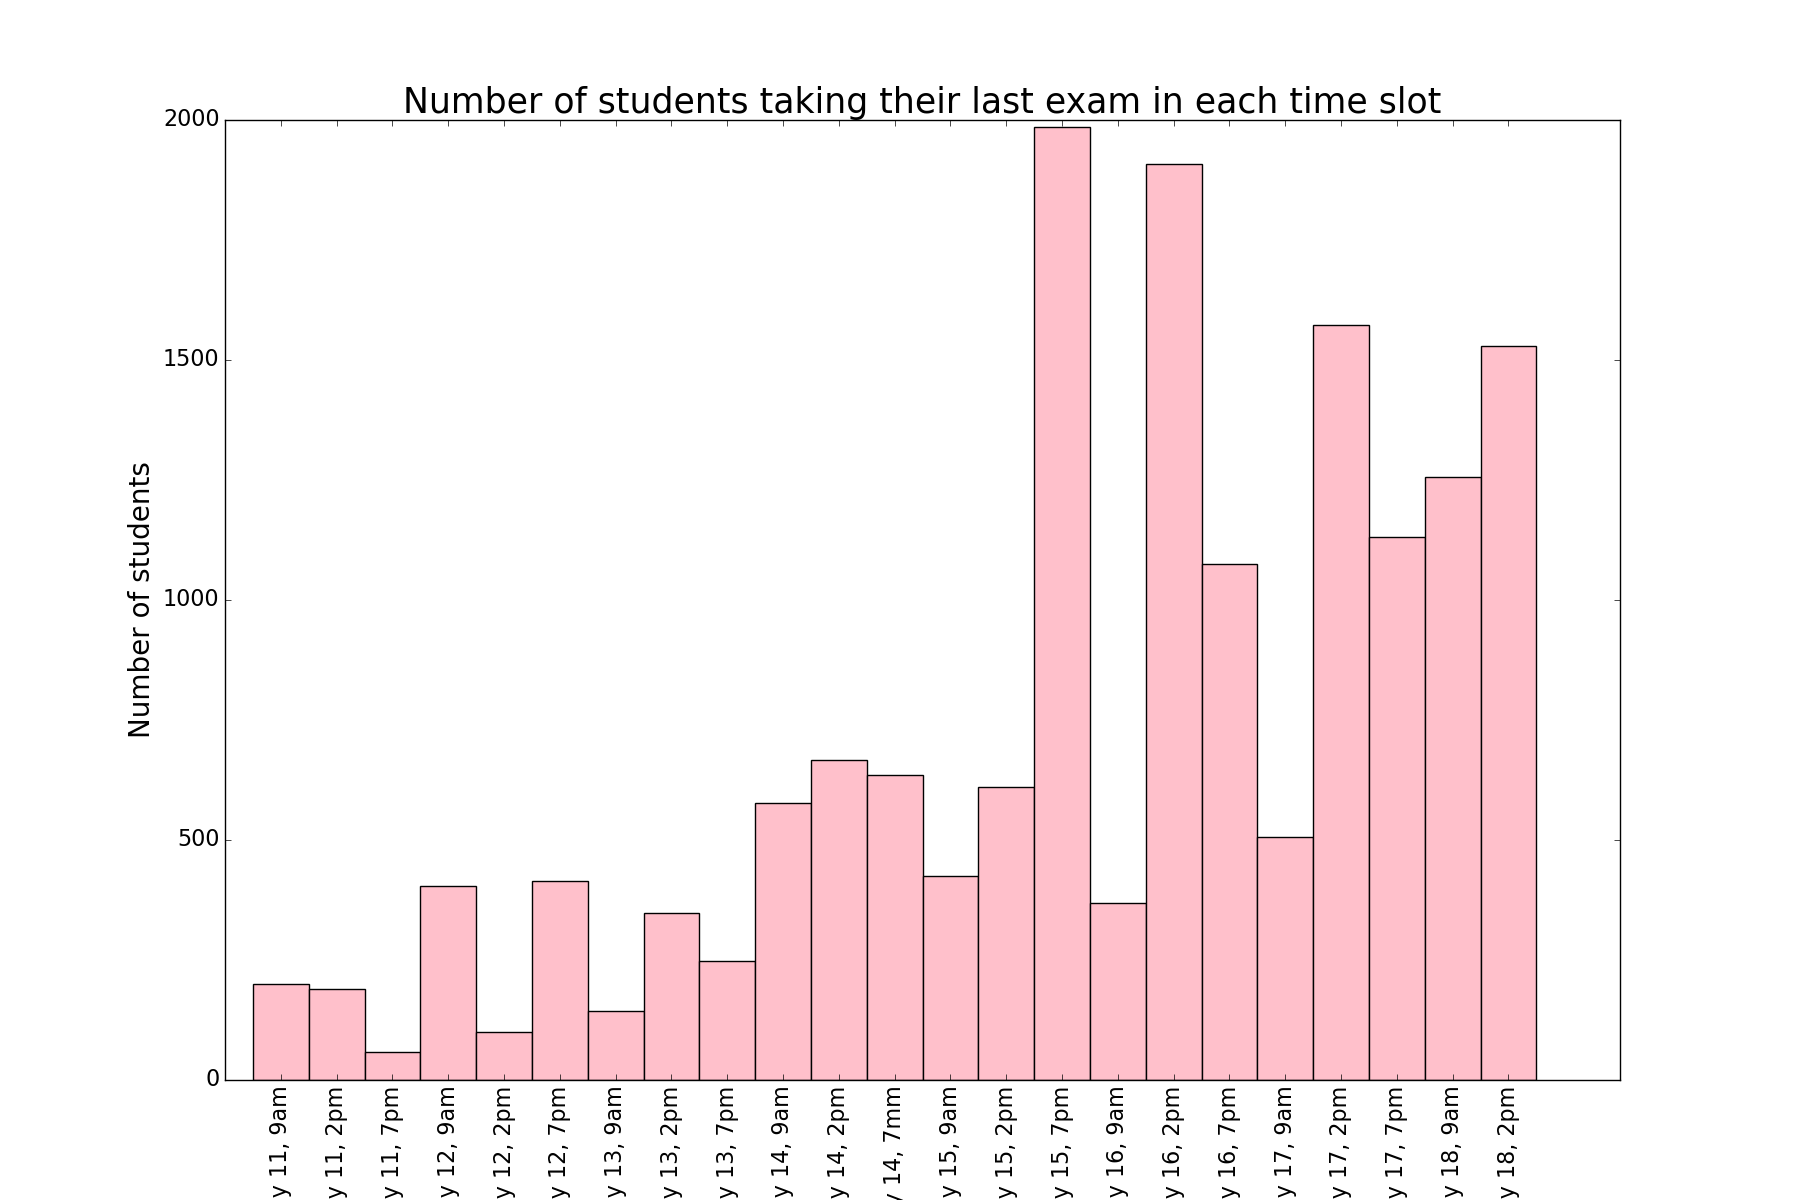 Number of students taking their last exam in each time slot
2000
1500
1000
500
0
Number of students
y 11, 9am
y 11, 2pm
y 11, 7pm
y 12, 9am
y 12, 2pm
y 12, 7pm
y 13, 9am
y 13, 2pm
y 13, 7pm
y 14, 9am
y 14, 2pm
y 14, 7mm
y 15, 9am
y 15, 2pm
y 15, 7pm
y 16, 9am
y 16, 2pm
y 16, 7pm
y 17, 9am
y 17, 2pm
y 17, 7pm
y 18, 9am
y 18, 2pm